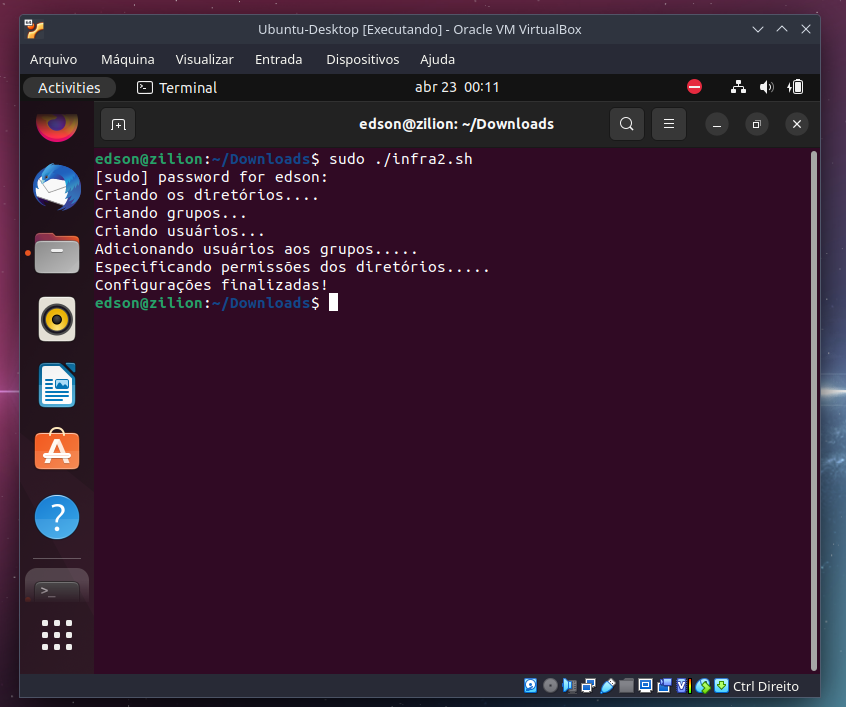 Ubuntu-Desktop [Executando] - Oracle VM VirtualBox
Arquivo Máquina Visualizar Entrada Dispositivos Ajuda
Activities Terminal abr 23 00:11
edson@zilion: ~/Downloads
edson@zilion:~/Downloads$ sudo ./infra2.sh
[sudo] password for edson:
Criando os diretórios....
Criando grupos...
Criando usuários...
Adicionando usuários aos grupos.....
Especificando permissões dos diretórios.....
Configurações finalizadas!
edson@zilion:~/Downloads$
Ctrl Direito